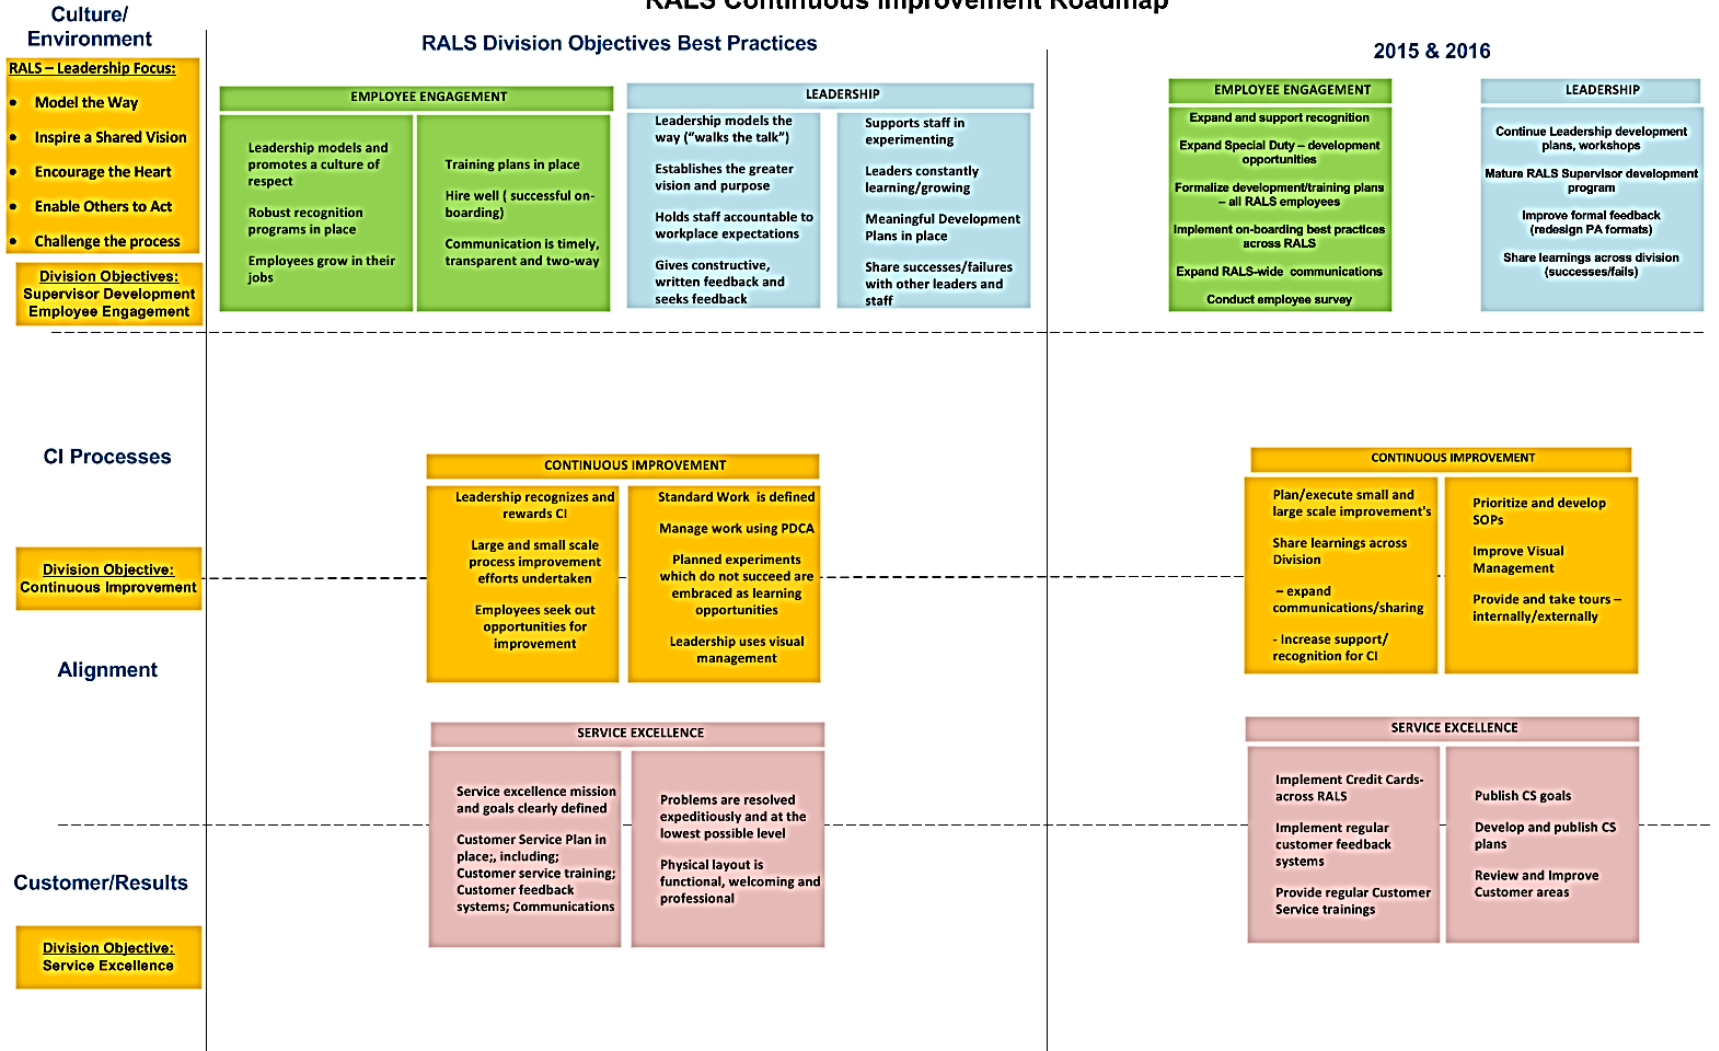 RALS Continuous Improvement Roadmap
Culture/
Environment
RALS – Leadership Focus:
• Model the Way
• Inspire a Shared Vision
• Encourage the Heart
• Enable Others to Act
• Challenge the process
Division Objectives:
Supervisor Development
Employee Engagement
RALS Division Objectives Best Practices
EMPLOYEE ENGAGEMENT
Leadership models and
promotes a culture of
respect
Robust recognition
programs in place
Employees grow in their
jobs
Training plans in place
Hire well ( successful on-
boarding)
Communication is timely,
transparent and two-way
LEADERSHIP
Leadership models the
way (“walks the talk”)
Establishes the greater
vision and purpose
Holds staff accountable to
workplace expectations
Gives constructive,
written feedback and
seeks feedback
Supports staff in
experimenting
Leaders constantly
learning/growing
Meaningful Development
Plans in place
Share successes/failures
with other leaders and
staff
2015 & 2016
EMPLOYEE ENGAGEMENT
Expand and support recognition
Expand Special Duty – development
opportunities
Formalize development/training plans
– all RALS employees
Implement on-boarding best practices
across RALS
Expand RALS-wide communications
Conduct employee survey
LEADERSHIP
Continue Leadership development
plans, workshops
Mature RALS Supervisor development
program
Improve formal feedback
(redesign PA formats)
Share learnings across division
(successes/fails)
CI Processes
Division Objective:
Continuous Improvement
Alignment
CONTINUOUS IMPROVEMENT
Leadership recognizes and
rewards CI
Large and small scale
process improvement
efforts undertaken
Employees seek out
opportunities for
improvement
Standard Work is defined
Manage work using PDCA
Planned experiments
which do not succeed are
embraced as learning
opportunities
Leadership uses visual
management
CONTINUOUS IMPROVEMENT
Plan/execute small and
large scale improvement's
Share learnings across
Division
– expand
communications/sharing
- Increase support/
recognition for CI
Prioritize and develop
SOPs
Improve Visual
Management
Provide and take tours –
internally/externally
Customer/Results
Division Objective:
Service Excellence
SERVICE EXCELLENCE
Service excellence mission
and goals clearly defined
Customer Service Plan in
place;, including;
Customer service training;
Customer feedback
systems; Communications
Problems are resolved
expeditiously and at the
lowest possible level
Physical layout is
functional, welcoming and
professional
SERVICE EXCELLENCE
Implement Credit Cards-
across RALS
Implement regular
customer feedback
systems
Provide regular Customer
Service trainings
Publish CS goals
Develop and publish CS
plans
Review and Improve
Customer areas